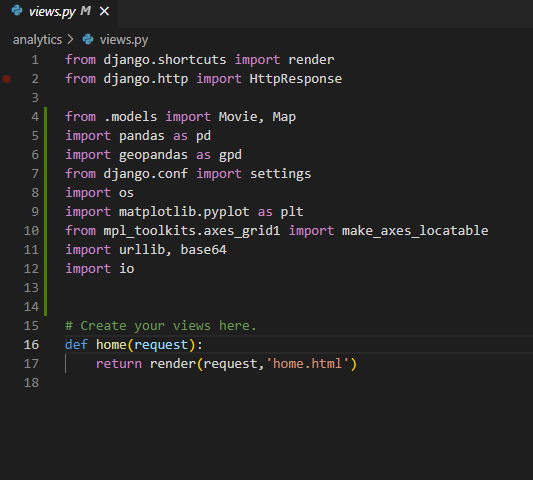 views.py M ×
analytics > views.py
1 from django.shortcuts import render
2 from django.http import HttpResponse
3
4 from .models import Movie, Map
5 import pandas as pd
6 import geopandas as gpd
7 from django.conf import settings
8 import os
9 import matplotlib.pyplot as plt
10 from mpl_toolkits.axes_grid1 import make_axes_locatable
11 import urllib, base64
12 import io
13
14
15 # Create your views here.
16 def home(request):
17     return render(request,'home.html')
18